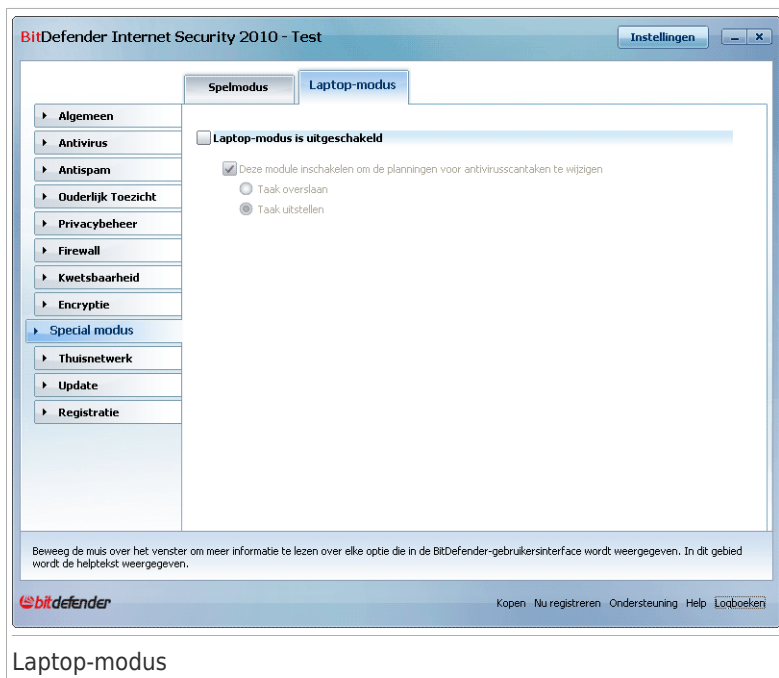 BitDefender Internet Security 2010 - Test
Instellingen
Spelmodus
Laptop-modus
Algemeen
Antivirus
Antispam
Ouderlijk Toezicht
Privacybeheer
Firewall
Kwetsbaarheid
Encryptie
Special modus
Thuisnetwerk
Update
Registratie
Laptop-modus is uitgeschakeld
Deze module inschakelen om de planningen voor antivirusscantaken te wijzigen
Taak overslaan
Taak uitstellen
Beweeg de muis over het venster om meer informatie te lezen over elke optie die in de BitDefender-gebruikersinterface wordt weergegeven. In dit gebied
wordt de helptekst weergegeven.
bitdefender
Kopen Nu registreren Ondersteuning Help Logboeken
Laptop-modus